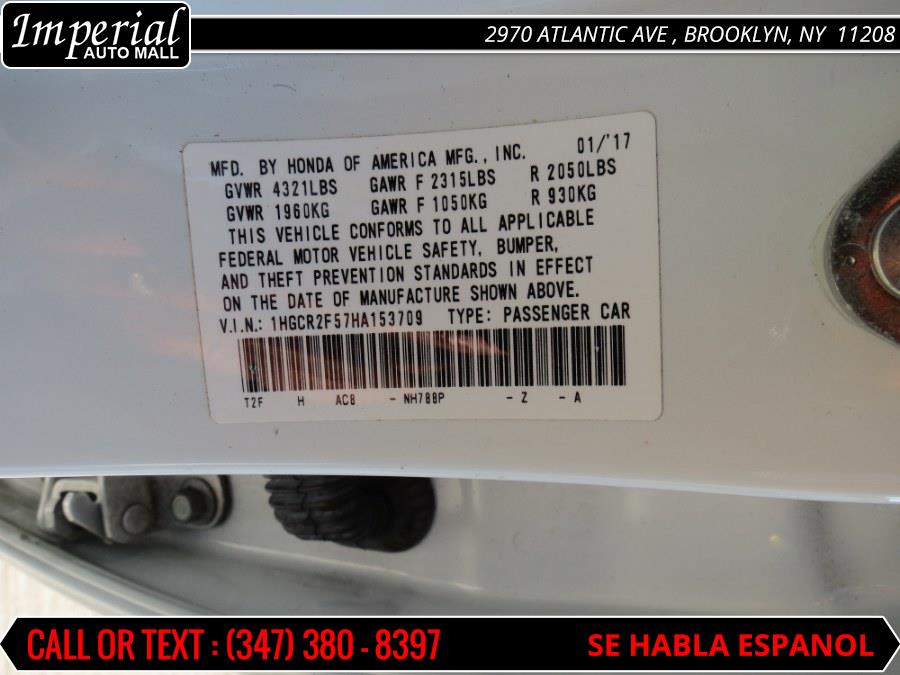 Imperial
AUTO MALL
2970 ATLANTIC AVE , BROOKLYN, NY 11208
01/'17
MFD. BY HONDA OF AMERICA MFG., INC.
GVWR 4321LBS GAWR F 2315LBS R 2050LBS
GVWR 1960KG GAWR F 1050KG R 930KG
THIS VEHICLE CONFORMS TO ALL APPLICABLE
FEDERAL MOTOR VEHICLE SAFETY, BUMPER,
AND THEFT PREVENTION STANDARDS IN EFFECT
ON THE DATE OF MANUFACTURE SHOWN ABOVE.
V.I.N.: 1HGCR2F57HA153709 TYPE: PASSENGER CAR
T2F H AC8 - NH788P - Z - A
CALL OR TEXT : (347) 380 - 8397
SE HABLA ESPANOL